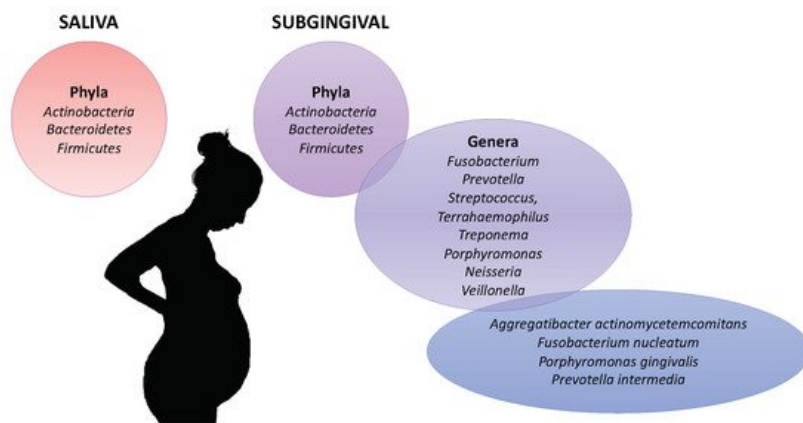 SALIVA
Phyla
Actinobacteria
Bacteroidetes
Firmicutes
SUBGINGIVAL
Phyla
Actinobacteria
Bacteroidetes
Firmicutes
Genera
Fusobacterium
Prevotella
Streptococcus,
Terrahaemophilus
Treponema
Porphyromonas
Neisseria
Veillonella
Aggregatibacter actinomycetemcomitans
Fusobacterium nucleatum
Porphyromonas gingivalis
Prevotella intermedia